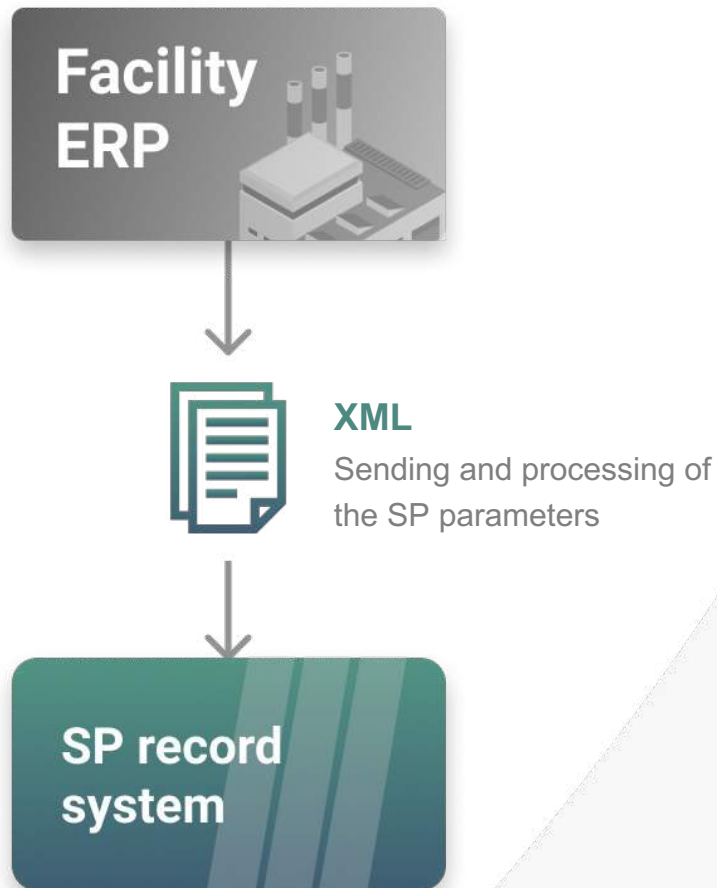 Facility
ERP
XML
Sending and processing of
the SP parameters
SP record
system